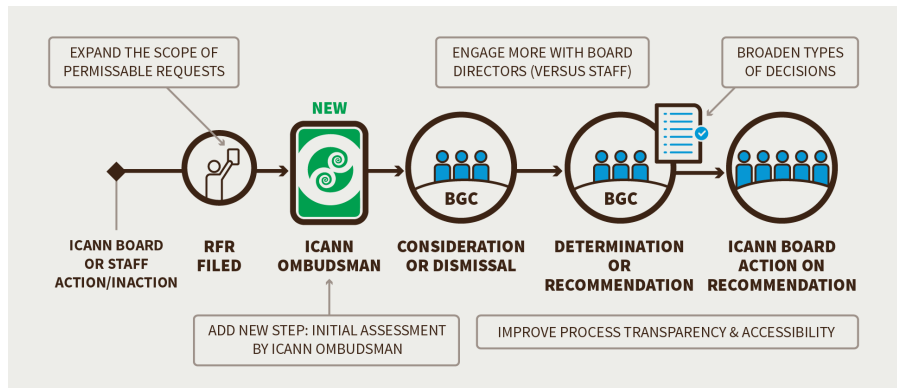 EXPAND THE SCOPE OF
PERMISSABLE REQUESTS
ENGAGE MORE WITH BOARD
DIRECTORS (VERSUS STAFF)
BROADEN TYPES
OF DECISIONS
NEW
BGC
BGC
ICANN BOARD
OR STAFF
ACTION/INACTION
RFR
FILED
ICANN
OMBUDSMAN
CONSIDERATION
OR DISMISSAL
DETERMINATION
OR
RECOMMENDATION
ICANN BOARD
ACTION ON
RECOMMENDATION
ADD NEW STEP: INITIAL ASSESSMENT
BY ICANN OMBUDSMAN
IMPROVE PROCESS TRANSPARENCY & ACCESSIBILITY